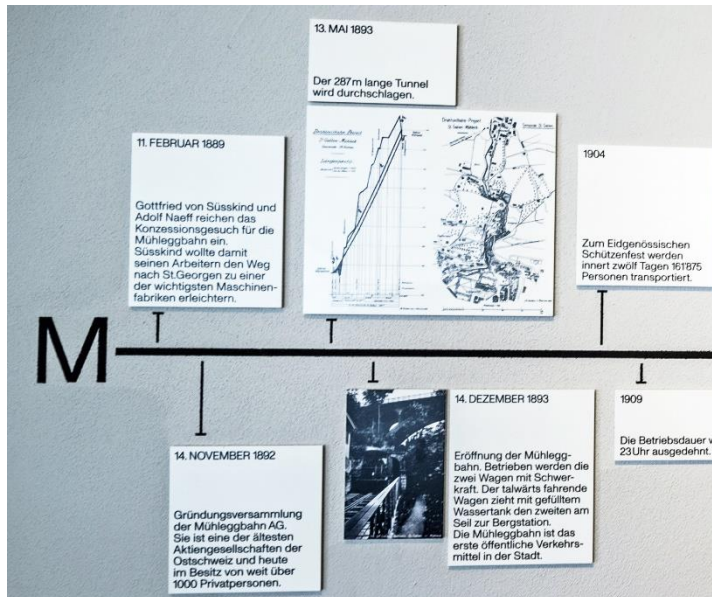 13. MAI 1893
Der 287m lange Tunnel
wird durchschlagen.
11. FEBRUAR 1889
Gottfried von Süsskind und
Adolf Naeff reichen das
Konzessionsgesuch für die
Mühleggbahn ein.
Süsskind wollte damit
seinen Arbeitern den Weg
nach St.Georgen zu einer
der wichtigsten Maschinen-
fabriken erleichtern.
1904
Zum Eidgenössischen
Schützenfest werden
innert zwölf Tagen 161'875
Personen transportiert.
M
14. NOVEMBER 1892
Gründungsversammlung
der Mühleggbahn AG.
Sie ist eine der ältesten
Aktiengesellschaften der
Ostschweiz und heute
im Besitz von weit über
1000 Privatpersonen.
14. DEZEMBER 1893
Eröffnung der Mühlegg-
bahn. Betrieben werden die
zwei Wagen mit Schwer-
kraft. Der talwärts fahrende
Wagen zieht mit gefülltem
Wassertank den zweiten am
Seil zur Bergstation.
Die Mühleggbahn ist das
erste öffentliche Verkehrs-
mittel in der Stadt.
1909
Die Betriebsdauer
23 Uhr ausgedehnt.